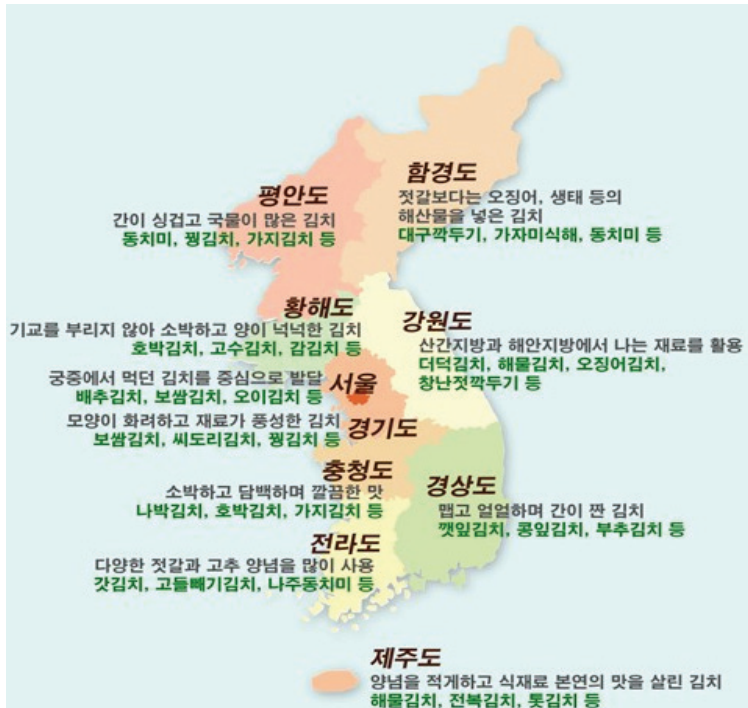 함경도
젓갈보다는 오징어, 생태 등의
해산물을 넣은 김치
대구깍두기, 가자미식해, 동치미 등
평안도
간이 싱겁고 국물이 많은 김치
동치미, 꿩김치, 가지김치 등
황해도
기교를 부리지 않아 소박하고 양이 넉넉한 김치
호박김치, 고수김치, 감김치 등
강원도
산간지방과 해안지방에서 나는 재료를 활용
더덕김치, 해물김치, 오징어김치,
창난젓깍두기 등
서울
궁중에서 먹던 김치를 중심으로 발달
배추김치, 보쌈김치, 오이김치 등
경기도
모양이 화려하고 재료가 풍성한 김치
보쌈김치, 씨도리김치, 꿩김치 등
충청도
소박하고 담백하며 깔끔한 맛
나박김치, 호박김치, 가지김치 등
경상도
맵고 얼얼하며 간이 짠 김치
깻잎김치, 콩잎김치, 부추김치 등
전라도
다양한 젓갈과 고추 양념을 많이 사용
갓김치, 고들빼기김치, 나주동치미 등
제주도
양념을 적게하고 식재료 본연의 맛을 살린 김치
해물김치, 전복김치, 톳김치 등